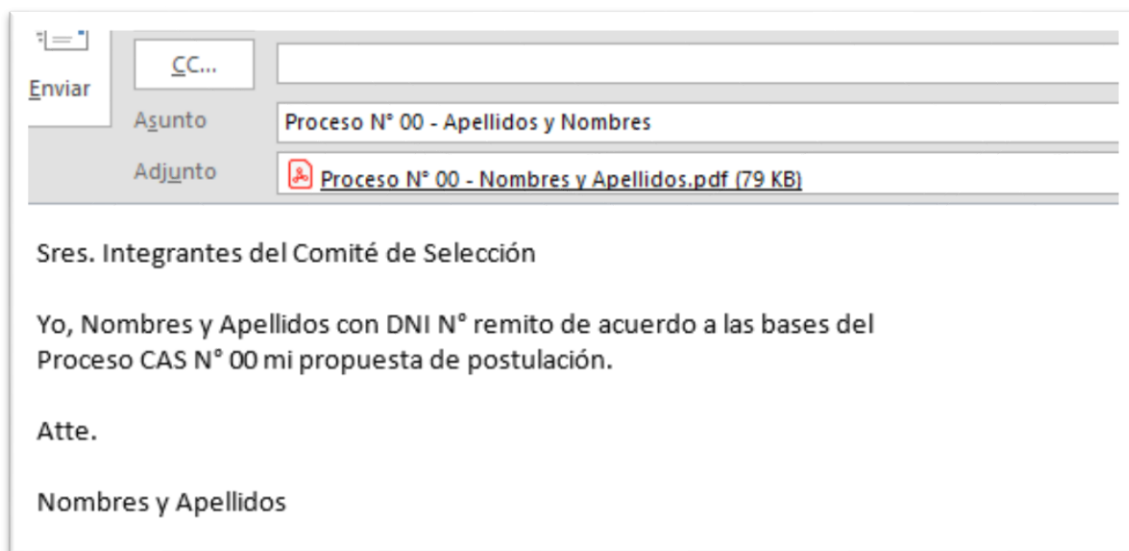 CC...
Enviar
Asunto
Proceso N° 00 - Apellidos y Nombres
Adjunto
Proceso N° 00 - Nombres y Apellidos.pdf (79 KB)
Sres. Integrantes del Comité de Selección
Yo, Nombres y Apellidos con DNI N° remito de acuerdo a las bases del
Proceso CAS N° 00 mi propuesta de postulación.
Atte.
Nombres y Apellidos